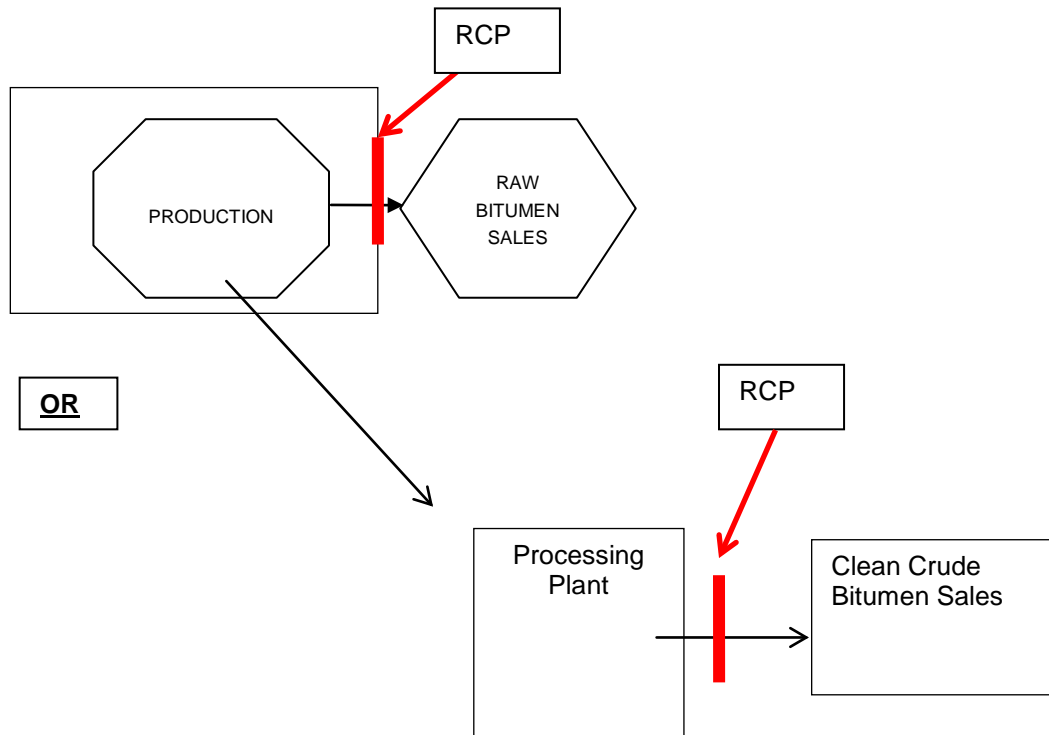 RCP
PRODUCTION
RAW
BITUMEN
SALES
OR
RCP
Processing
Plant
Clean Crude
Bitumen Sales